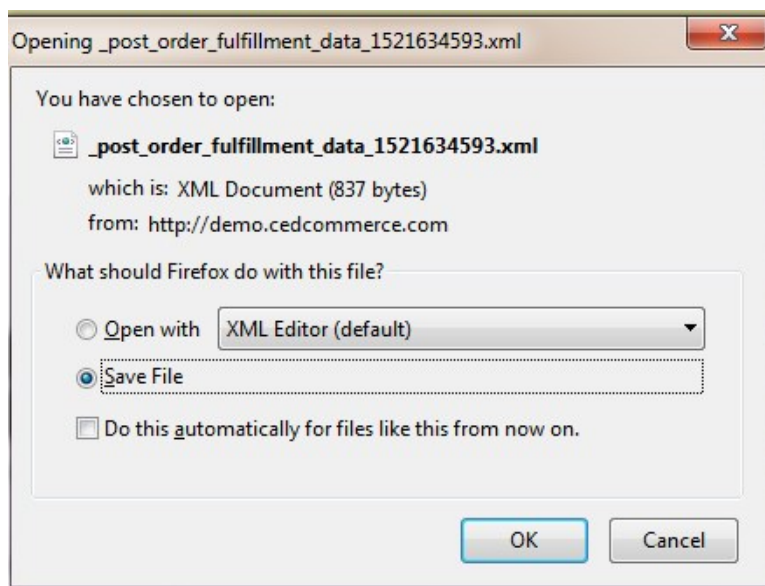 Opening _post_order_fulfillment_data_1521634593.xml
You have chosen to open:
_post_order_fulfillment_data_1521634593.xml
which is: XML Document (837 bytes)
from: http://demo.cedcommerce.com
What should Firefox do with this file?
Open with XML Editor (default)
Save File
Do this automatically for files like this from now on.
OK Cancel